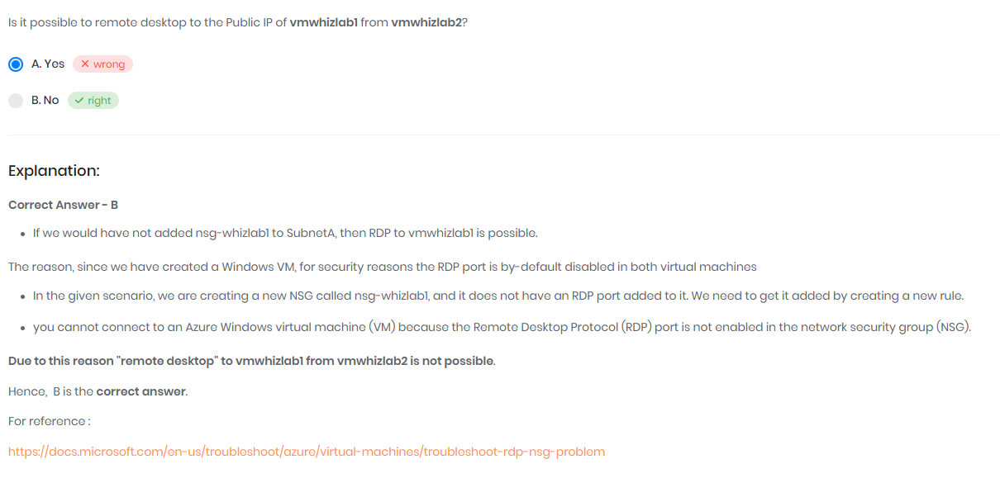 Is it possible to remote desktop to the Public IP of vmwhizlab1 from vmwhizlab2?
A. Yes wrong
B. No right
Explanation:
Correct Answer - B
If we would have not added nsg-whizlab1 to SubnetA, then RDP to vmwhizlab1 is possible.
The reason, since we have created a Windows VM, for security reasons the RDP port is by-default disabled in both virtual machines
In the given scenario, we are creating a new NSG called nsg-whizlab1, and it does not have an RDP port added to it. We need to get it added by creating a new rule.
you cannot connect to an Azure Windows virtual machine (VM) because the Remote Desktop Protocol (RDP) port is not enabled in the network security group (NSG).
Due to this reason "remote desktop" to vmwhizlab1 from vmwhizlab2 is not possible.
Hence, B is the correct answer.
For reference :
https://docs.microsoft.com/en-us/troubleshoot/azure/virtual-machines/troubleshoot-rdp-nsg-problem